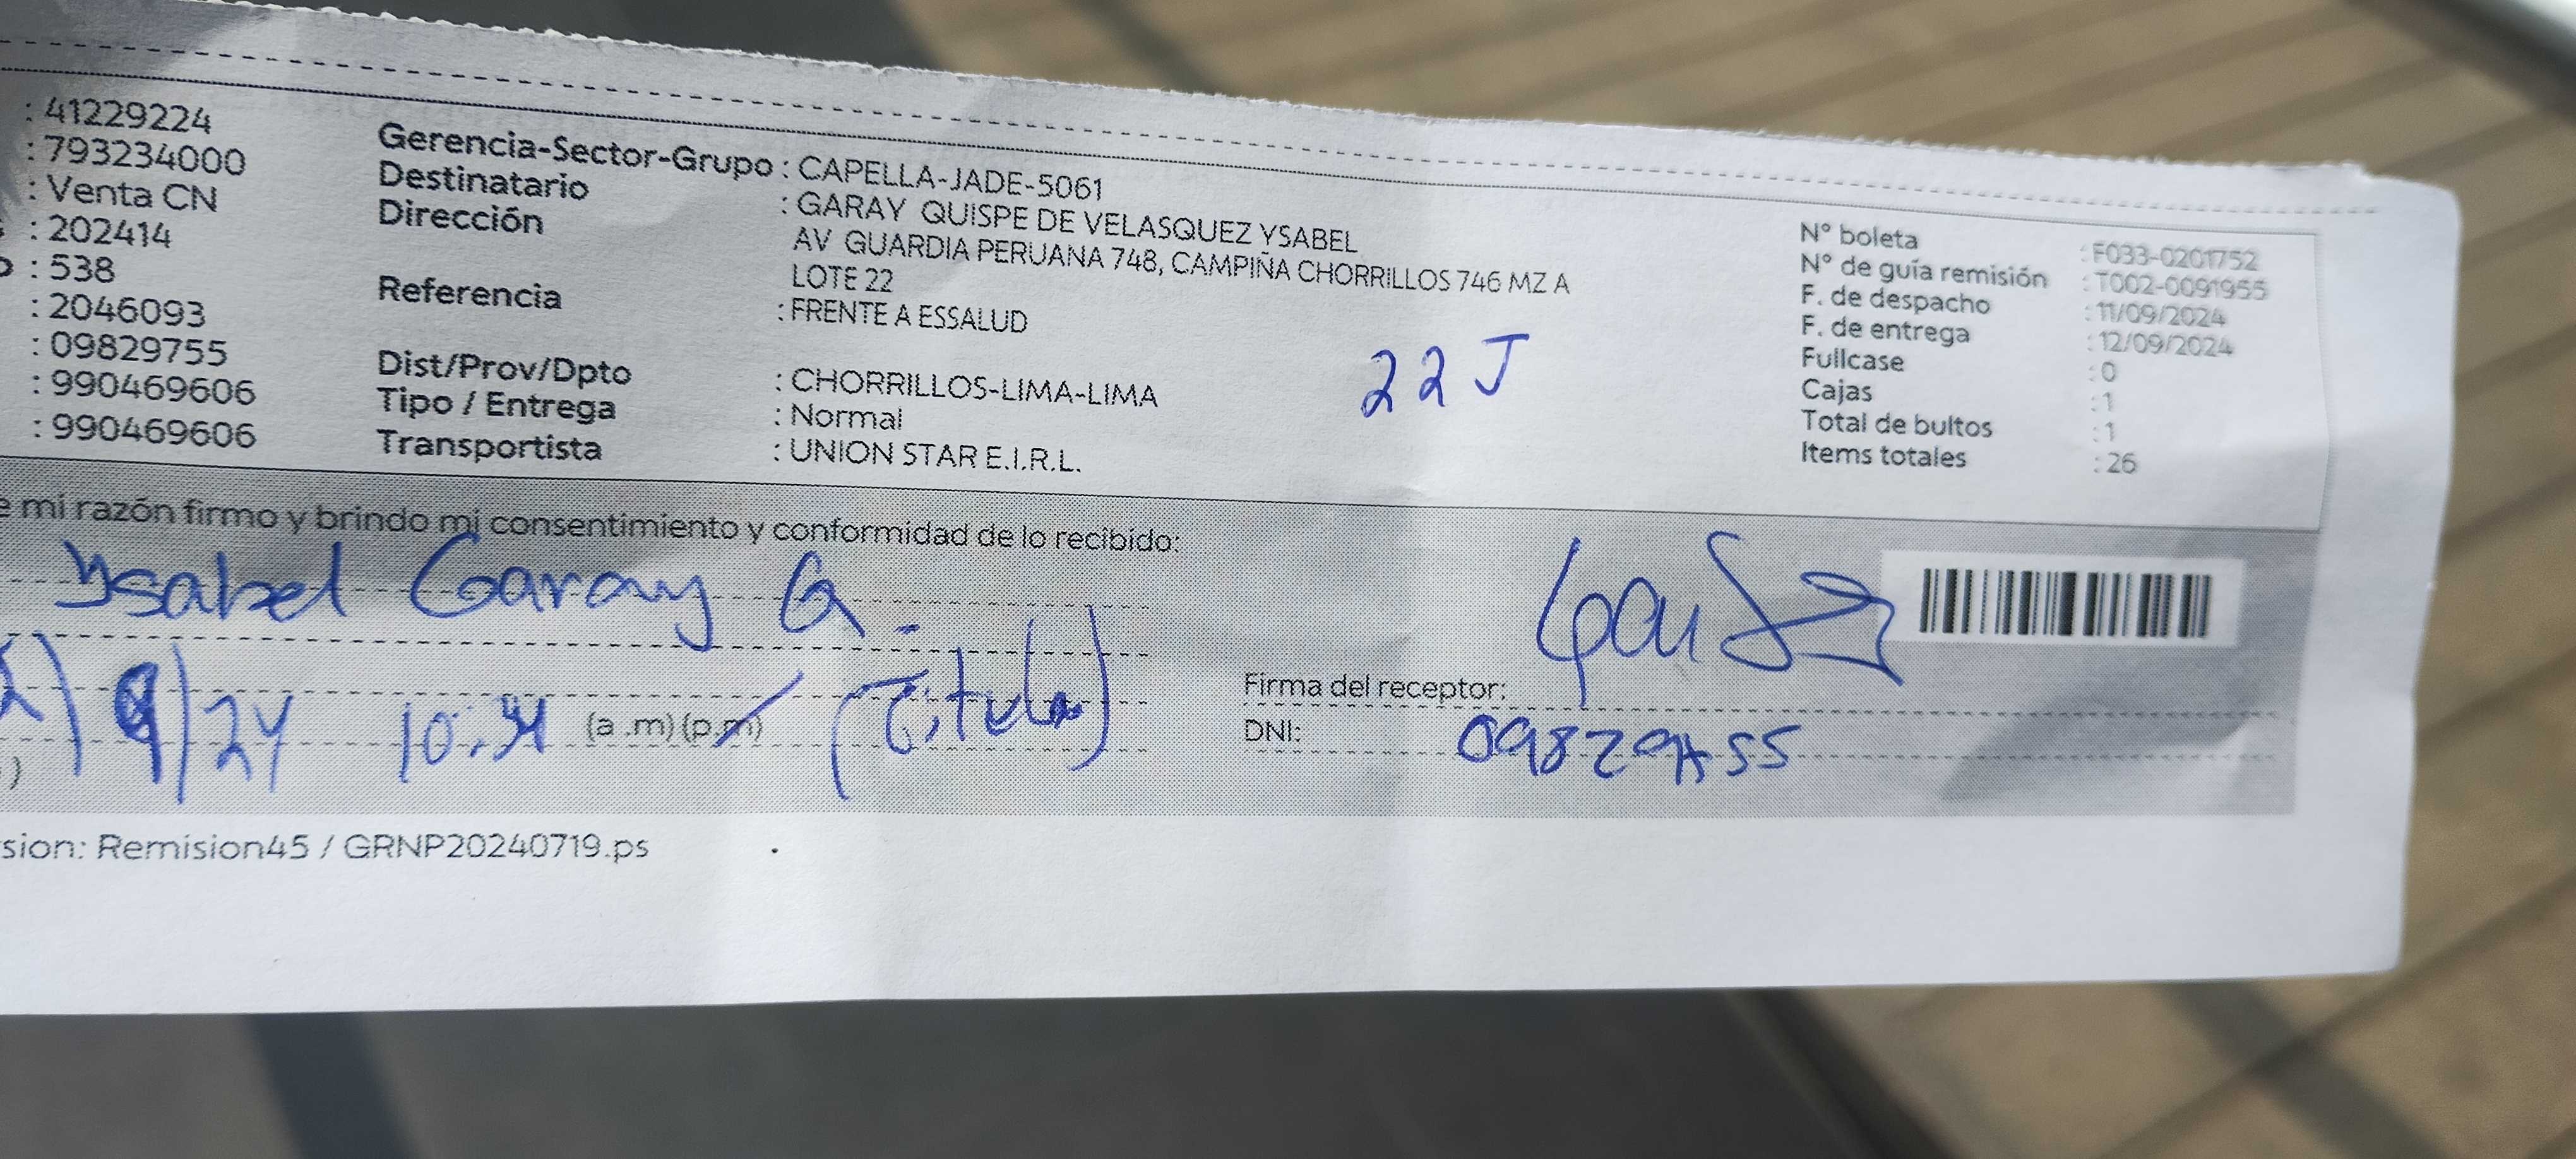 : 41229224
: 793234000
: Venta CN
: 202414
: 538
: 2046093
: 09829755
: 990469606
: 990469606
Gerencia-Sector-Grupo : CAPELLA-JADE-5061
Destinatario : GARAY QUISPE DE VELASQUEZ YSABEL
Dirección AV GUARDIA PERUANA 748, CAMPIÑA CHORRILLOS 746 MZ A
LOTE 22
Referencia : FRENTE A ESSALUD
Dist/Prov/Dpto : CHORRILLOS-LIMA-LIMA
Tipo / Entrega : Normal
Transportista : UNION STAR E.I.R.L.
22 J
N° boleta : F033-0201752
N° de guía remisión : T002-0091955
F. de despacho : 11/09/2024
F. de entrega : 12/09/2024
Fullcase : 0
Cajas : 1
Total de bultos : 1
Items totales : 26
e mi razón firmo y brindo mi consentimiento y conformidad de lo recibido:
Ysabel Garay Q.
9/24 10:34 (a .m) (p.m) (Titular)
Firma del receptor:
DNI: 09829755
sion: Remision45 / GRNP20240719.ps